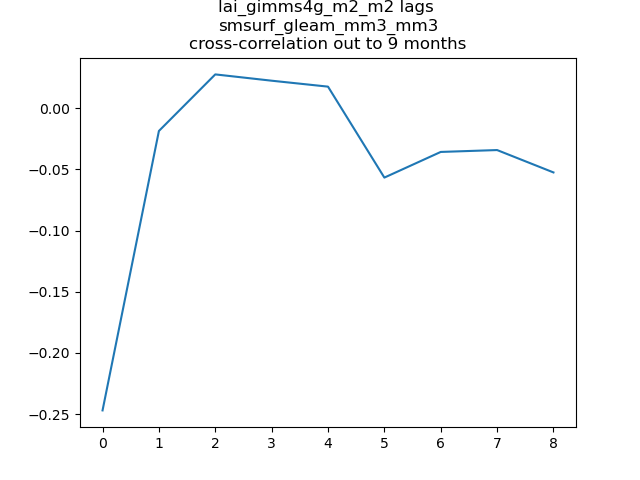 lai_gimms4g_m2_m2 lags
smsurf_gleam_mm3_mm3
cross-correlation out to 9 months
0.00
−0.05
−0.10
−0.15
−0.20
−0.25
0 1 2 3 4 5 6 7 8